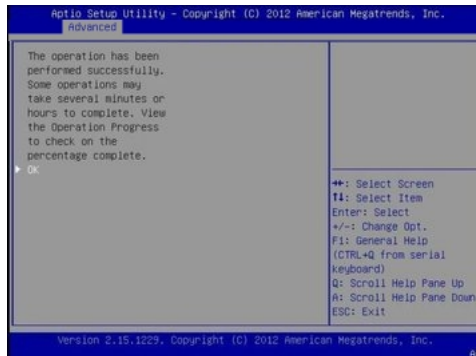 Aptio Setup Utility – Copyright (C) 2012 American Megatrends, Inc.
Advanced
The operation has been
performed successfully.
Some operations may
take several minutes or
hours to complete. View
the Operation Progress
to check on the
percentage complete.
OK
↔: Select Screen
↑↓: Select Item
Enter: Select
+/-: Change Opt.
F1: General Help
(CTRL+Q from serial
keyboard)
Q: Scroll Help Pane Up
A: Scroll Help Pane Down
ESC: Exit
Version 2.15.1229. Copyright (C) 2012 American Megatrends, Inc.